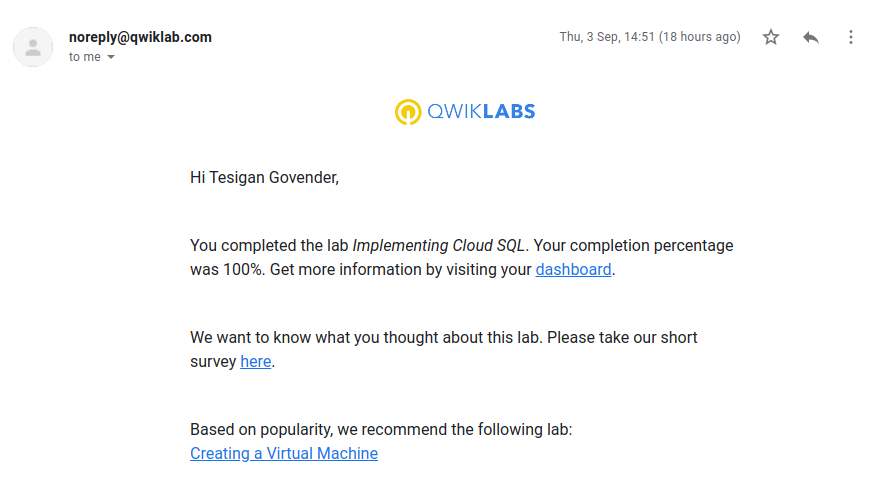 noreply@qwiklab.com
Thu, 3 Sep, 14:51 (18 hours ago)
to me
QWIKLABS
Hi Tesigan Govender,
You completed the lab Implementing Cloud SQL. Your completion percentage
was 100%. Get more information by visiting your dashboard.
We want to know what you thought about this lab. Please take our short
survey here.
Based on popularity, we recommend the following lab:
Creating a Virtual Machine